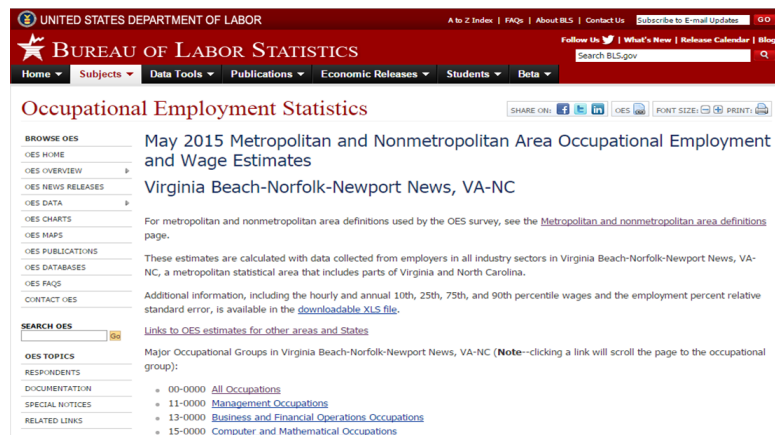 UNITED STATES DEPARTMENT OF LABOR
A to Z Index | FAQs | About BLS | Contact Us Subscribe to E-mail Updates GO
Follow Us | What's New | Release Calendar | Blog
BUREAU OF LABOR STATISTICS
Search BLS.gov
Home Subjects Data Tools Publications Economic Releases Students Beta
Occupational Employment Statistics
SHARE ON: OES FONT SIZE: PRINT:
BROWSE OES
OES HOME
OES OVERVIEW
OES NEWS RELEASES
OES DATA
OES CHARTS
OES MAPS
OES PUBLICATIONS
OES DATABASES
OES FAQS
CONTACT OES
SEARCH OES
Go
OES TOPICS
RESPONDENTS
DOCUMENTATION
SPECIAL NOTICES
RELATED LINKS
May 2015 Metropolitan and Nonmetropolitan Area Occupational Employment
and Wage Estimates
Virginia Beach-Norfolk-Newport News, VA-NC
For metropolitan and nonmetropolitan area definitions used by the OES survey, see the Metropolitan and nonmetropolitan area definitions
page.
These estimates are calculated with data collected from employers in all industry sectors in Virginia Beach-Norfolk-Newport News, VA-
NC, a metropolitan statistical area that includes parts of Virginia and North Carolina.
Additional information, including the hourly and annual 10th, 25th, 75th, and 90th percentile wages and the employment percent relative
standard error, is available in the downloadable XLS file.
Links to OES estimates for other areas and States
Major Occupational Groups in Virginia Beach-Norfolk-Newport News, VA-NC (Note--clicking a link will scroll the page to the occupational
group):
00-0000 All Occupations
11-0000 Management Occupations
13-0000 Business and Financial Operations Occupations
15-0000 Computer and Mathematical Occupations